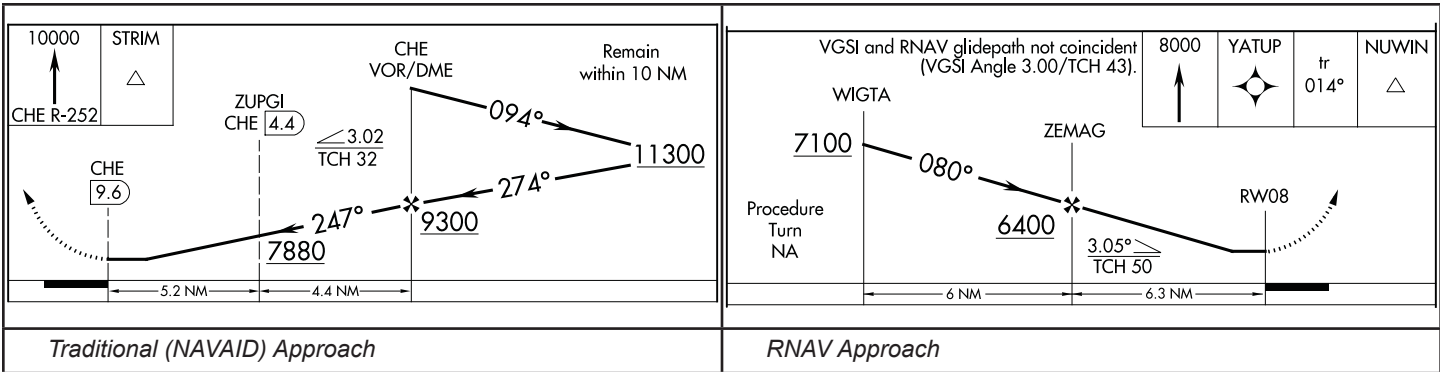 10000
CHE R-252
STRIM
CHE
VOR/DME
Remain
within 10 NM
ZUPGI
CHE 4.4
3.02
TCH 32
094°
11300
274°
CHE
9.6
247°
9300
7880
5.2 NM
4.4 NM
Traditional (NAVAID) Approach
VGSI and RNAV glidepath not coincident
(VGSI Angle 3.00/TCH 43).
8000
YATUP
tr
014°
NUWIN
WIGTA
7100
080°
ZEMAG
6400
RW08
Procedure
Turn
NA
3.05°
TCH 50
6 NM
6.3 NM
RNAV Approach